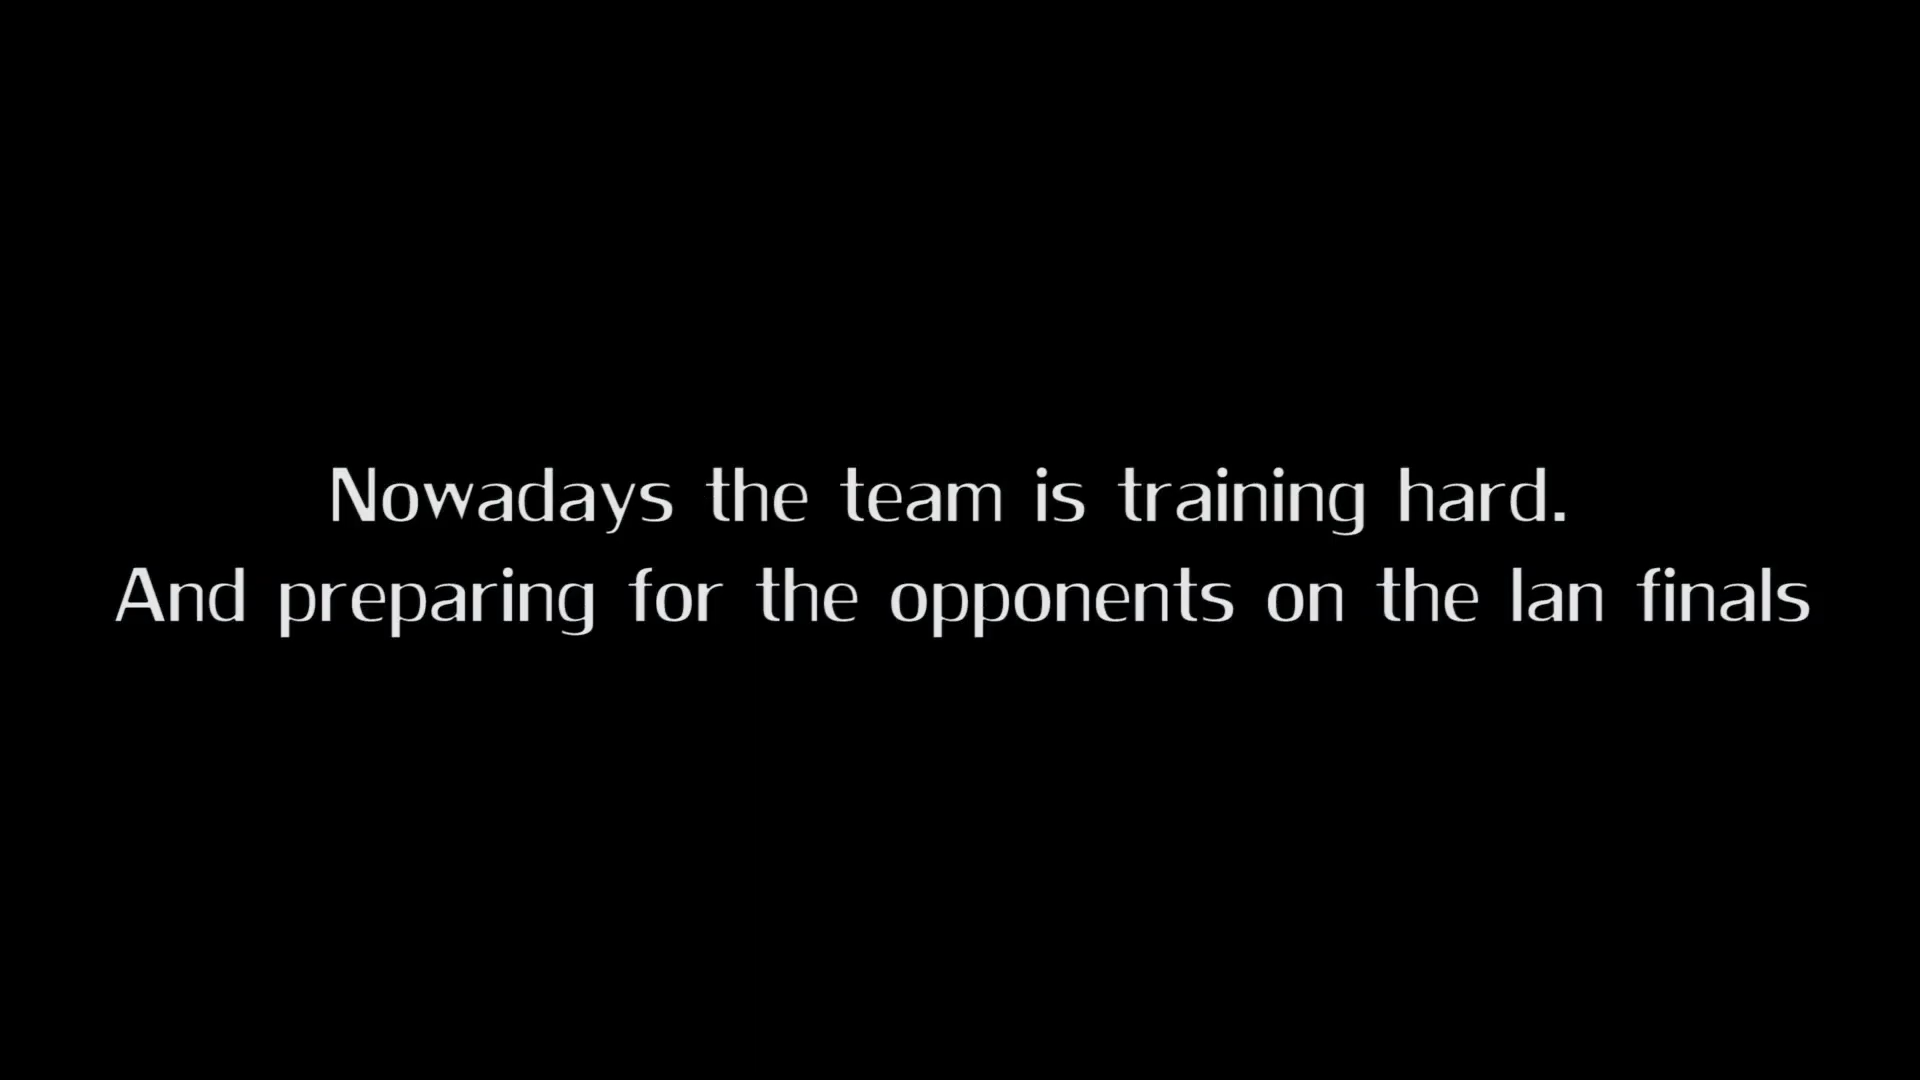 Nowadays the team is training hard.
And preparing for the opponents on the lan finals